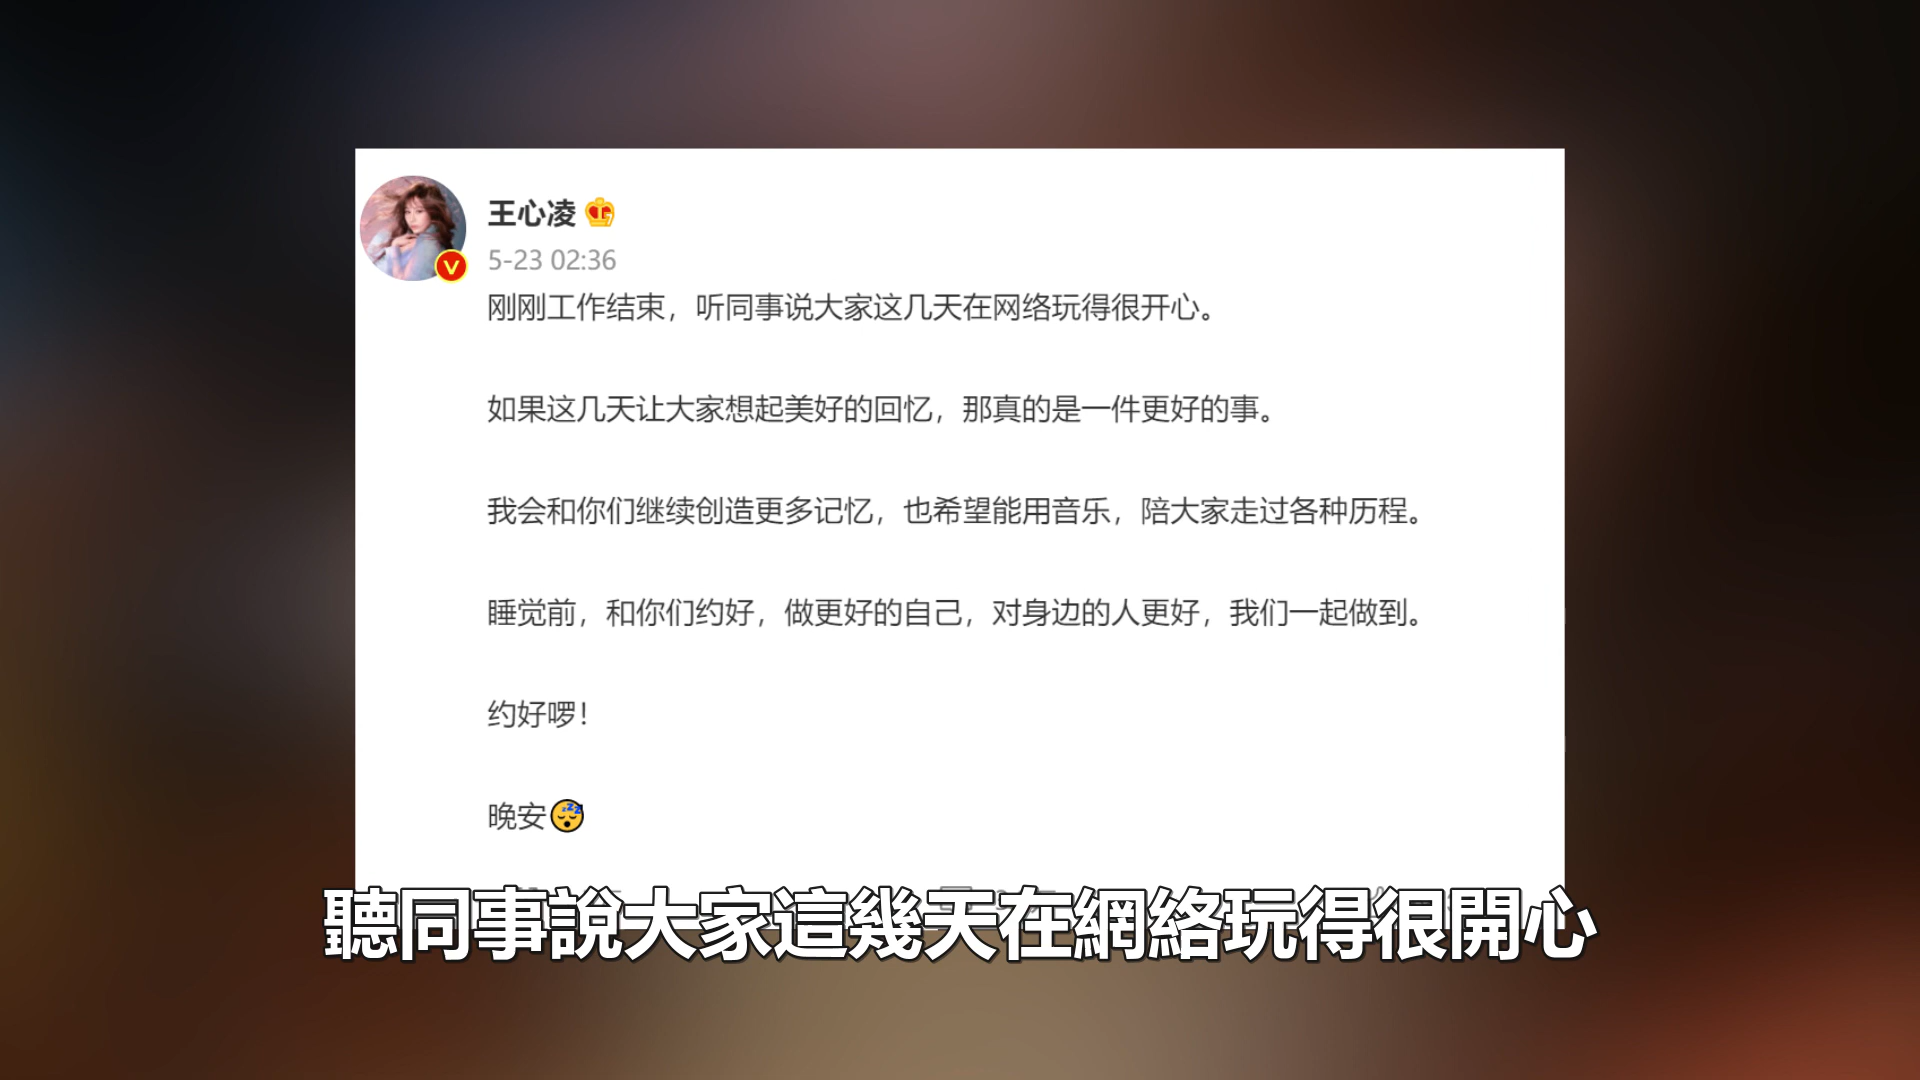 王心凌
5-23 02:36
刚刚工作结束，听同事说大家这几天在网络玩得很开心。
如果这几天让大家想起美好的回忆，那真的是一件更好的事。
我会和你们继续创造更多记忆，也希望能用音乐，陪大家走过各种历程。
睡觉前，和你们约好，做更好的自己，对身边的人更好，我们一起做到。
约好啰！
晚安😴
聽同事說大家這幾天在網絡玩得很開心